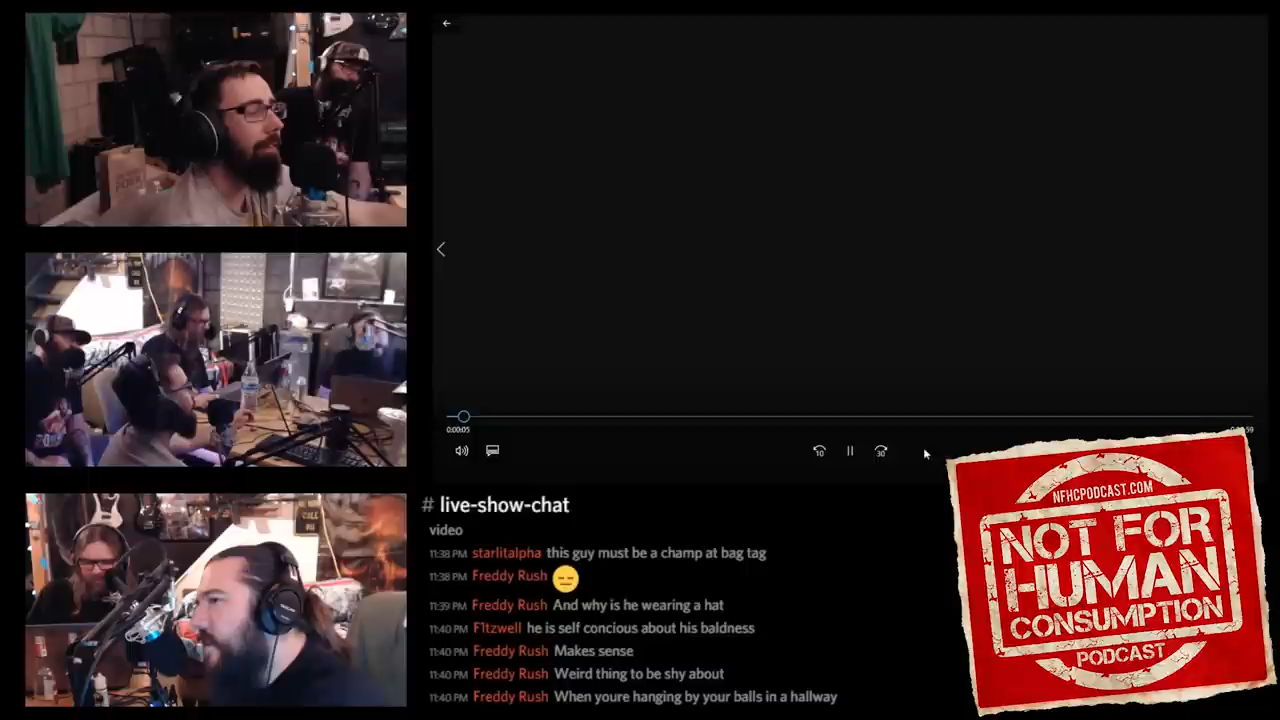 0:00:05
10
30
# live-show-chat
video
11:38 PM starlitalpha this guy must be a champ at bag tag
11:38 PM Freddy Rush
11:39 PM Freddy Rush And why is he wearing a hat
11:40 PM F1tzwell he is self concious about his baldness
11:40 PM Freddy Rush Makes sense
11:40 PM Freddy Rush Weird thing to be shy about
11:40 PM Freddy Rush When youre hanging by your balls in a hallway
NFHCPODCAST.COM
NOT FOR
HUMAN
CONSUMPTION
PODCAST